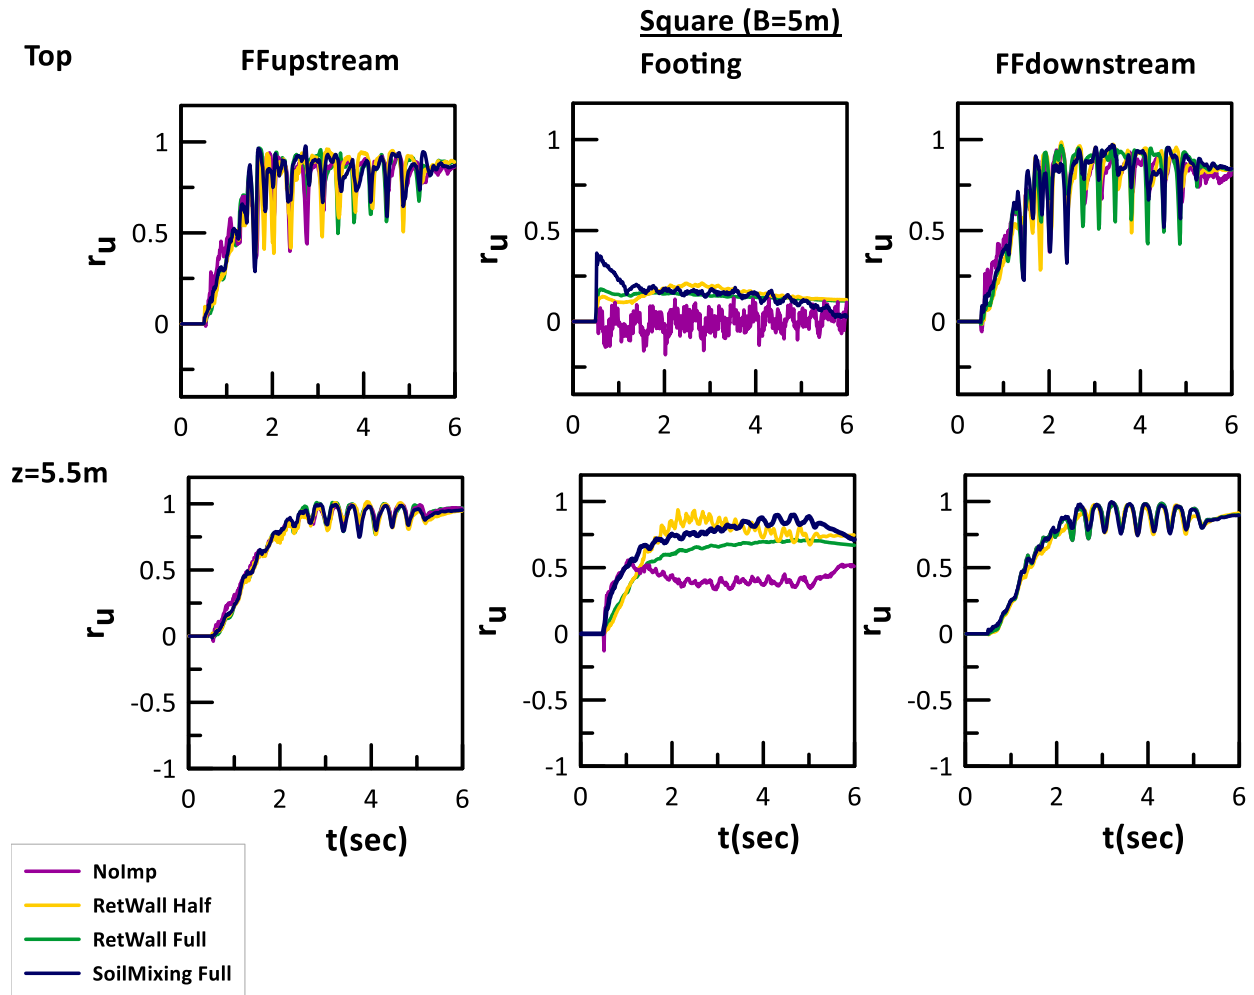 Square (B=5m)
Top
FFupstream
Footing
FFdownstream
1
0.5
0
ru
0 2 4 6
1
0.5
0
ru
0 2 4 6
1
0.5
0
ru
0 2 4 6
z=5.5m
1
0.5
0
-0.5
-1
ru
0 2 4 6
t(sec)
1
0.5
0
-0.5
-1
ru
0 2 4 6
t(sec)
1
0.5
0
-0.5
-1
ru
0 2 4 6
t(sec)
NoImp
RetWall Half
RetWall Full
SoilMixing Full